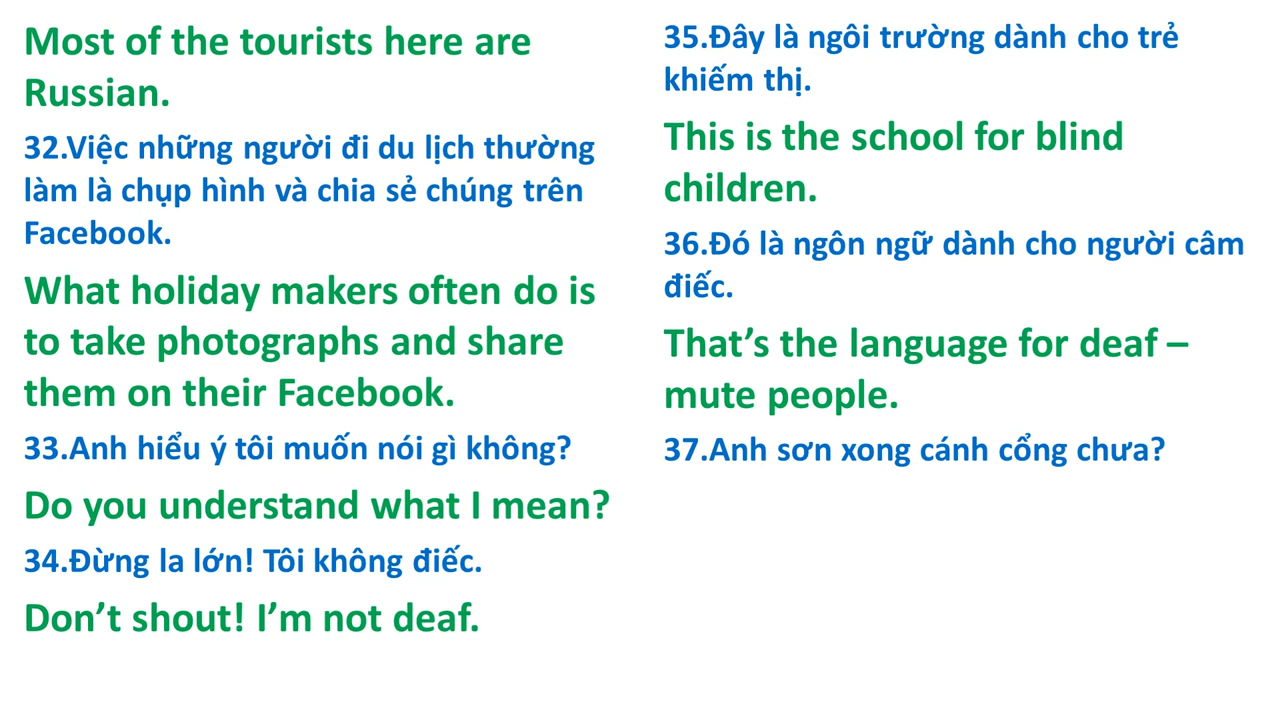 Most of the tourists here are
Russian.
32.Việc những người đi du lịch thường
làm là chụp hình và chia sẻ chúng trên
Facebook.
What holiday makers often do is
to take photographs and share
them on their Facebook.
33.Anh hiểu ý tôi muốn nói gì không?
Do you understand what I mean?
34.Đừng la lớn! Tôi không điếc.
Don’t shout! I’m not deaf.
35.Đây là ngôi trường dành cho trẻ
khiếm thị.
This is the school for blind
children.
36.Đó là ngôn ngữ dành cho người câm
điếc.
That’s the language for deaf –
mute people.
37.Anh sơn xong cánh cổng chưa?